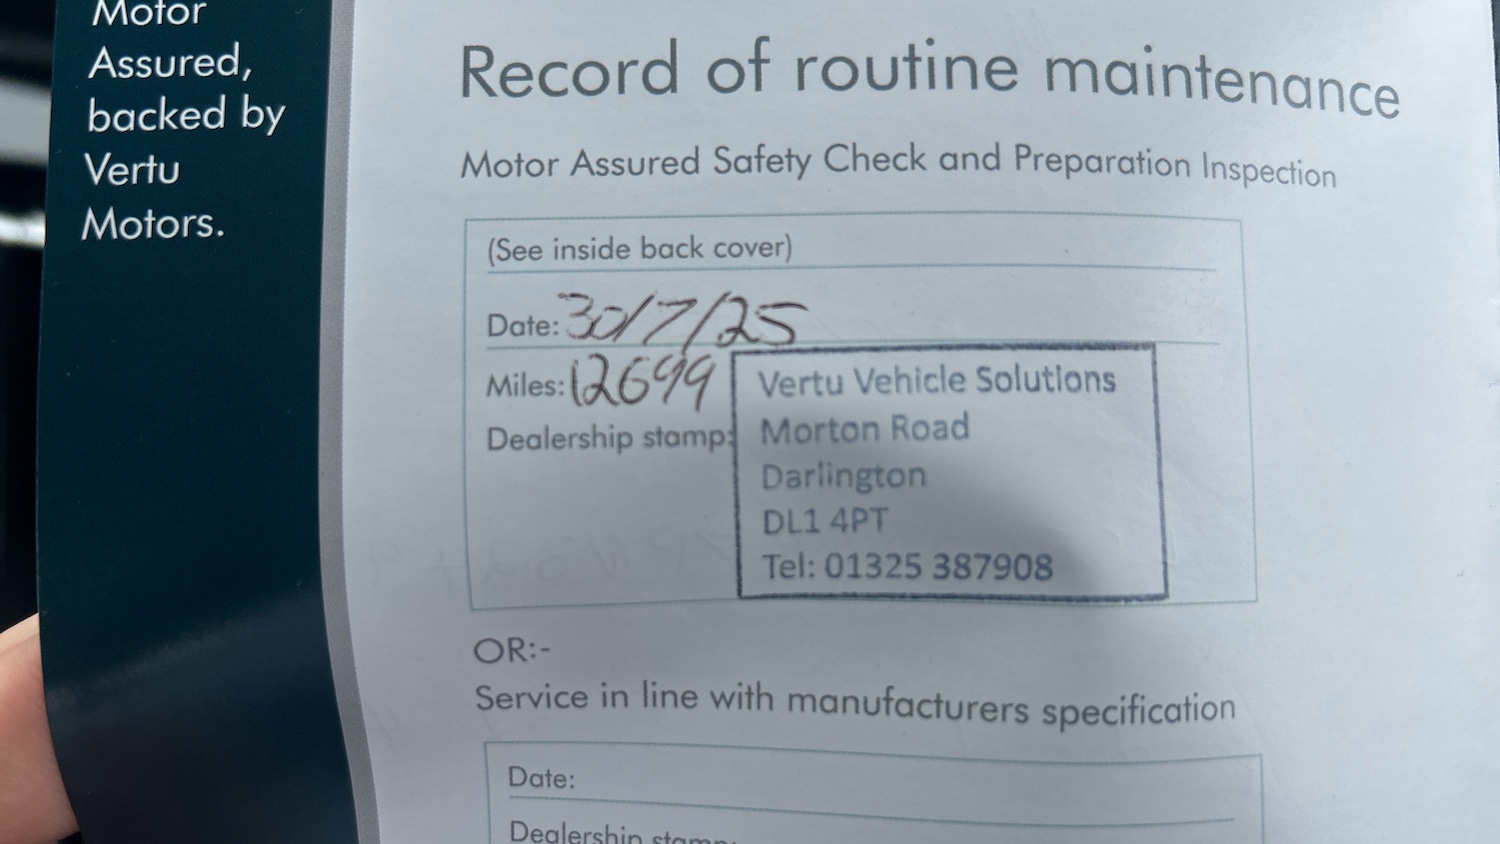 Motor
Assured,
backed by
Vertu
Motors.
Record of routine maintenance
Motor Assured Safety Check and Preparation Inspection
(See inside back cover)
Date: 30/7/25
Miles: 12699
Dealership stamp:
Vertu Vehicle Solutions
Morton Road
Darlington
DL1 4PT
Tel: 01325 387908
OR:-
Service in line with manufacturers specification
Date:
Dealership stamp: